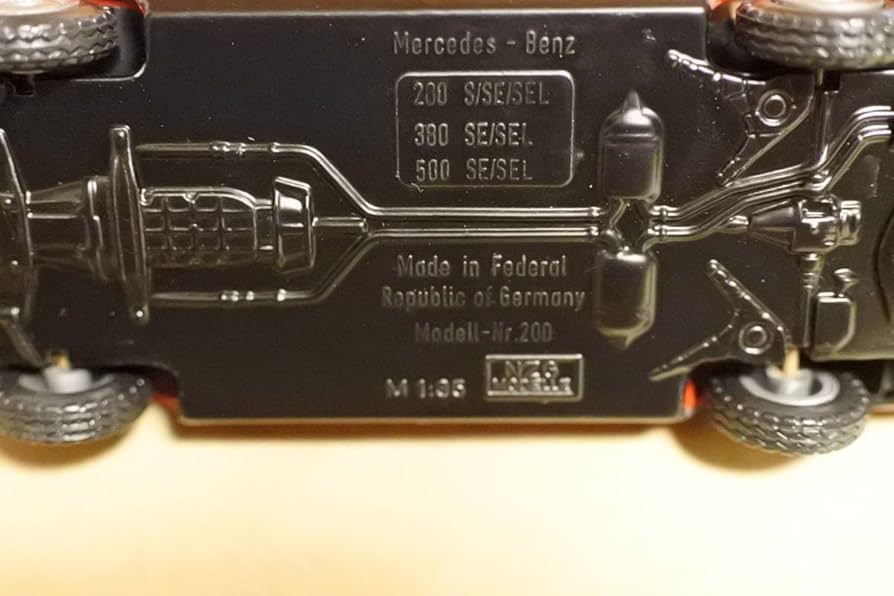 Mercedes - Benz
280 S/SE/SEL
380 SE/SEL
500 SE/SEL
Made in Federal
Republic of Germany
Modell-Nr. 200
M 1:35
NZG
MODELLE